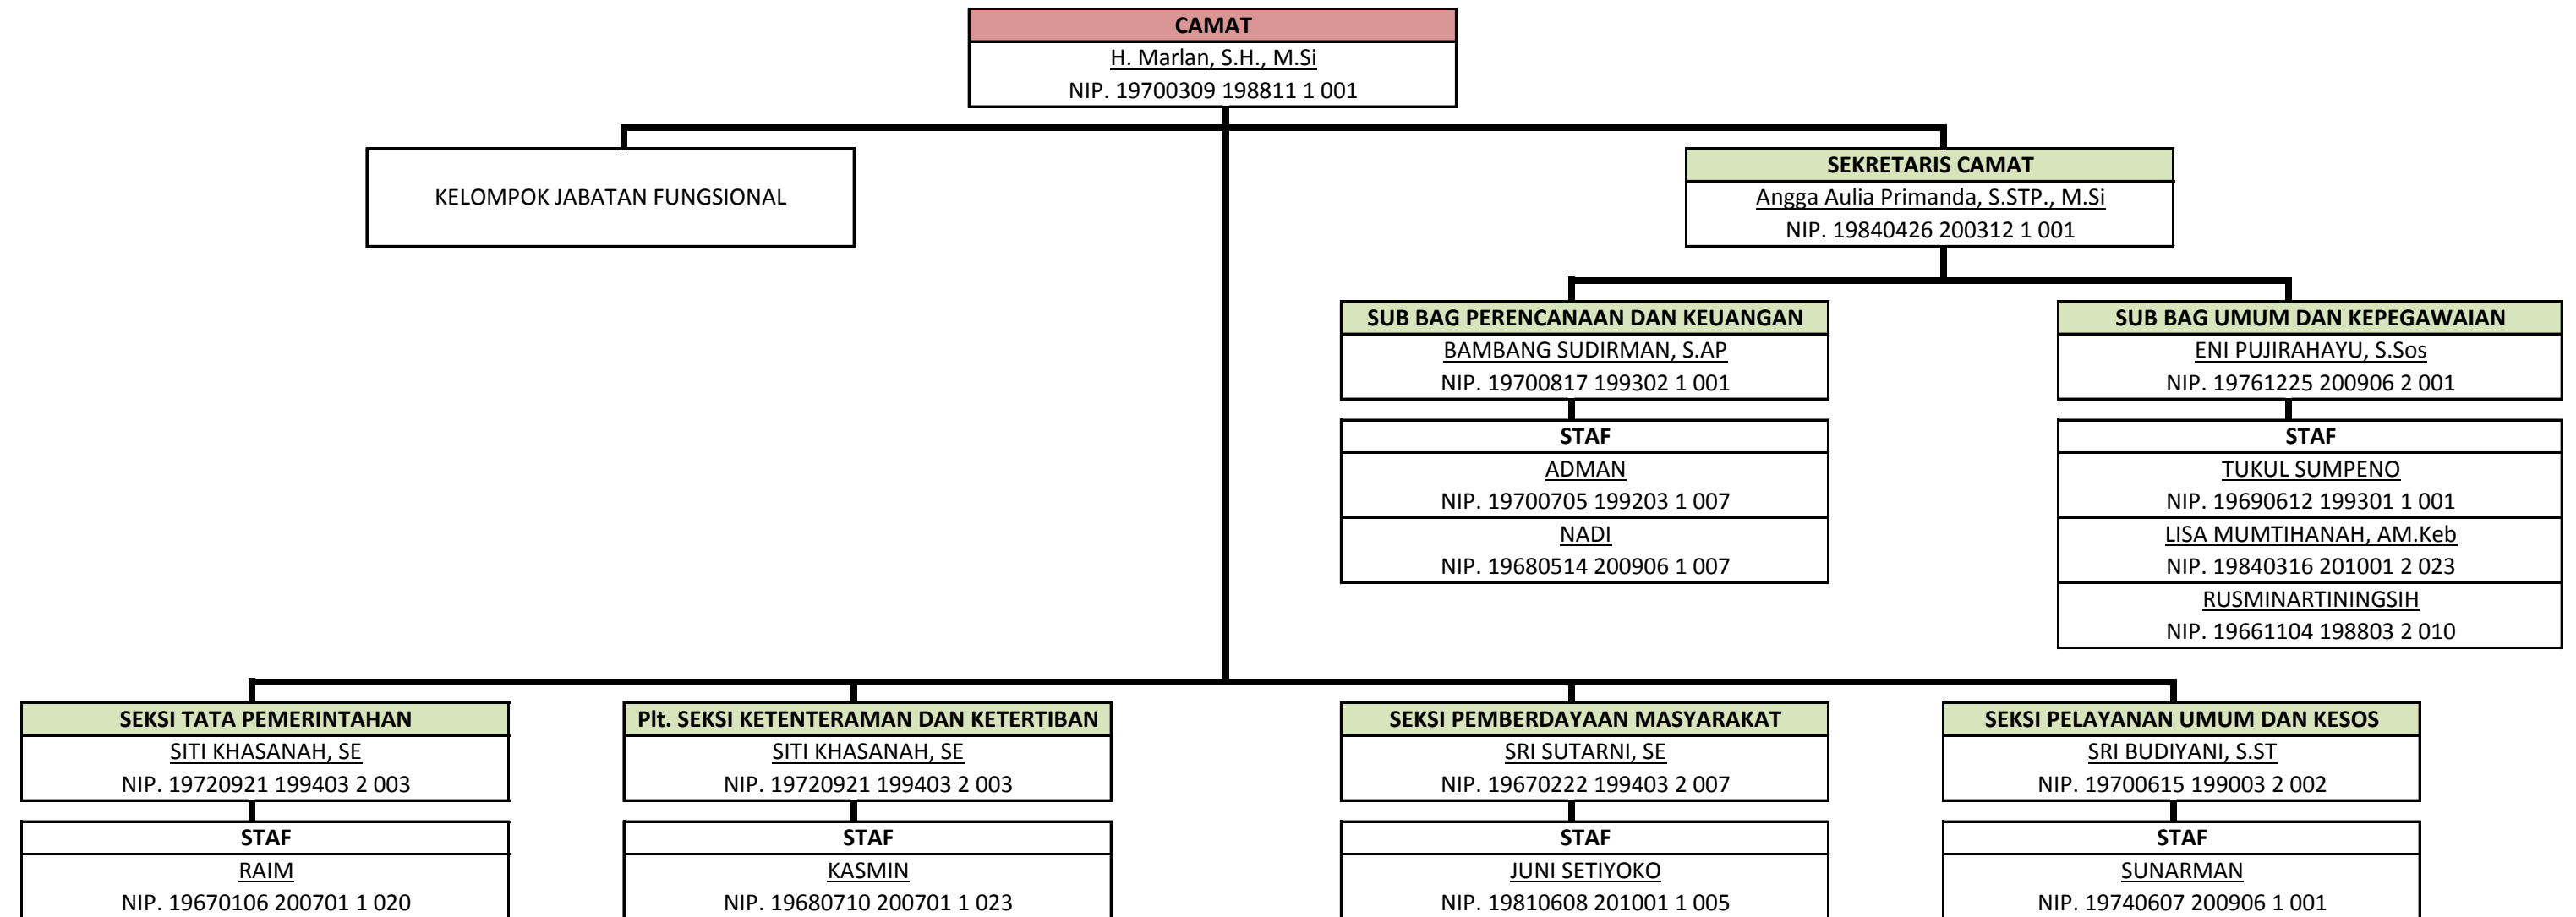 CAMAT
H. Marlan, S.H., M.Si
NIP. 19700309 198811 1 001
KELOMPOK JABATAN FUNGSIONAL
SEKRETARIS CAMAT
Angga Aulia Primanda, S.STP., M.Si
NIP. 19840426 200312 1 001
SUB BAG PERENCANAAN DAN KEUANGAN
BAMBANG SUDIRMAN, S.AP
NIP. 19700817 199302 1 001
STAF
ADMAN
NIP. 19700705 199203 1 007
NADI
NIP. 19680514 200906 1 007
SUB BAG UMUM DAN KEPEGAWAIAN
ENI PUJIRAHAYU, S.Sos
NIP. 19761225 200906 2 001
STAF
TUKUL SUMPENO
NIP. 19690612 199301 1 001
LISA MUMTIHANAH, AM.Keb
NIP. 19840316 201001 2 023
RUSMINARTININGSIH
NIP. 19661104 198803 2 010
SEKSI TATA PEMERINTAHAN
SITI KHASANAH, SE
NIP. 19720921 199403 2 003
STAF
RAIM
NIP. 19670106 200701 1 020
Plt. SEKSI KETENTERAMAN DAN KETERTIBAN
SITI KHASANAH, SE
NIP. 19720921 199403 2 003
STAF
KASMIN
NIP. 19680710 200701 1 023
SEKSI PEMBERDAYAAN MASYARAKAT
SRI SUTARNI, SE
NIP. 19670222 199403 2 007
STAF
JUNI SETIYOKO
NIP. 19810608 201001 1 005
SEKSI PELAYANAN UMUM DAN KESOS
SRI BUDIYANI, S.ST
NIP. 19700615 199003 2 002
STAF
SUNARMAN
NIP. 19740607 200906 1 001